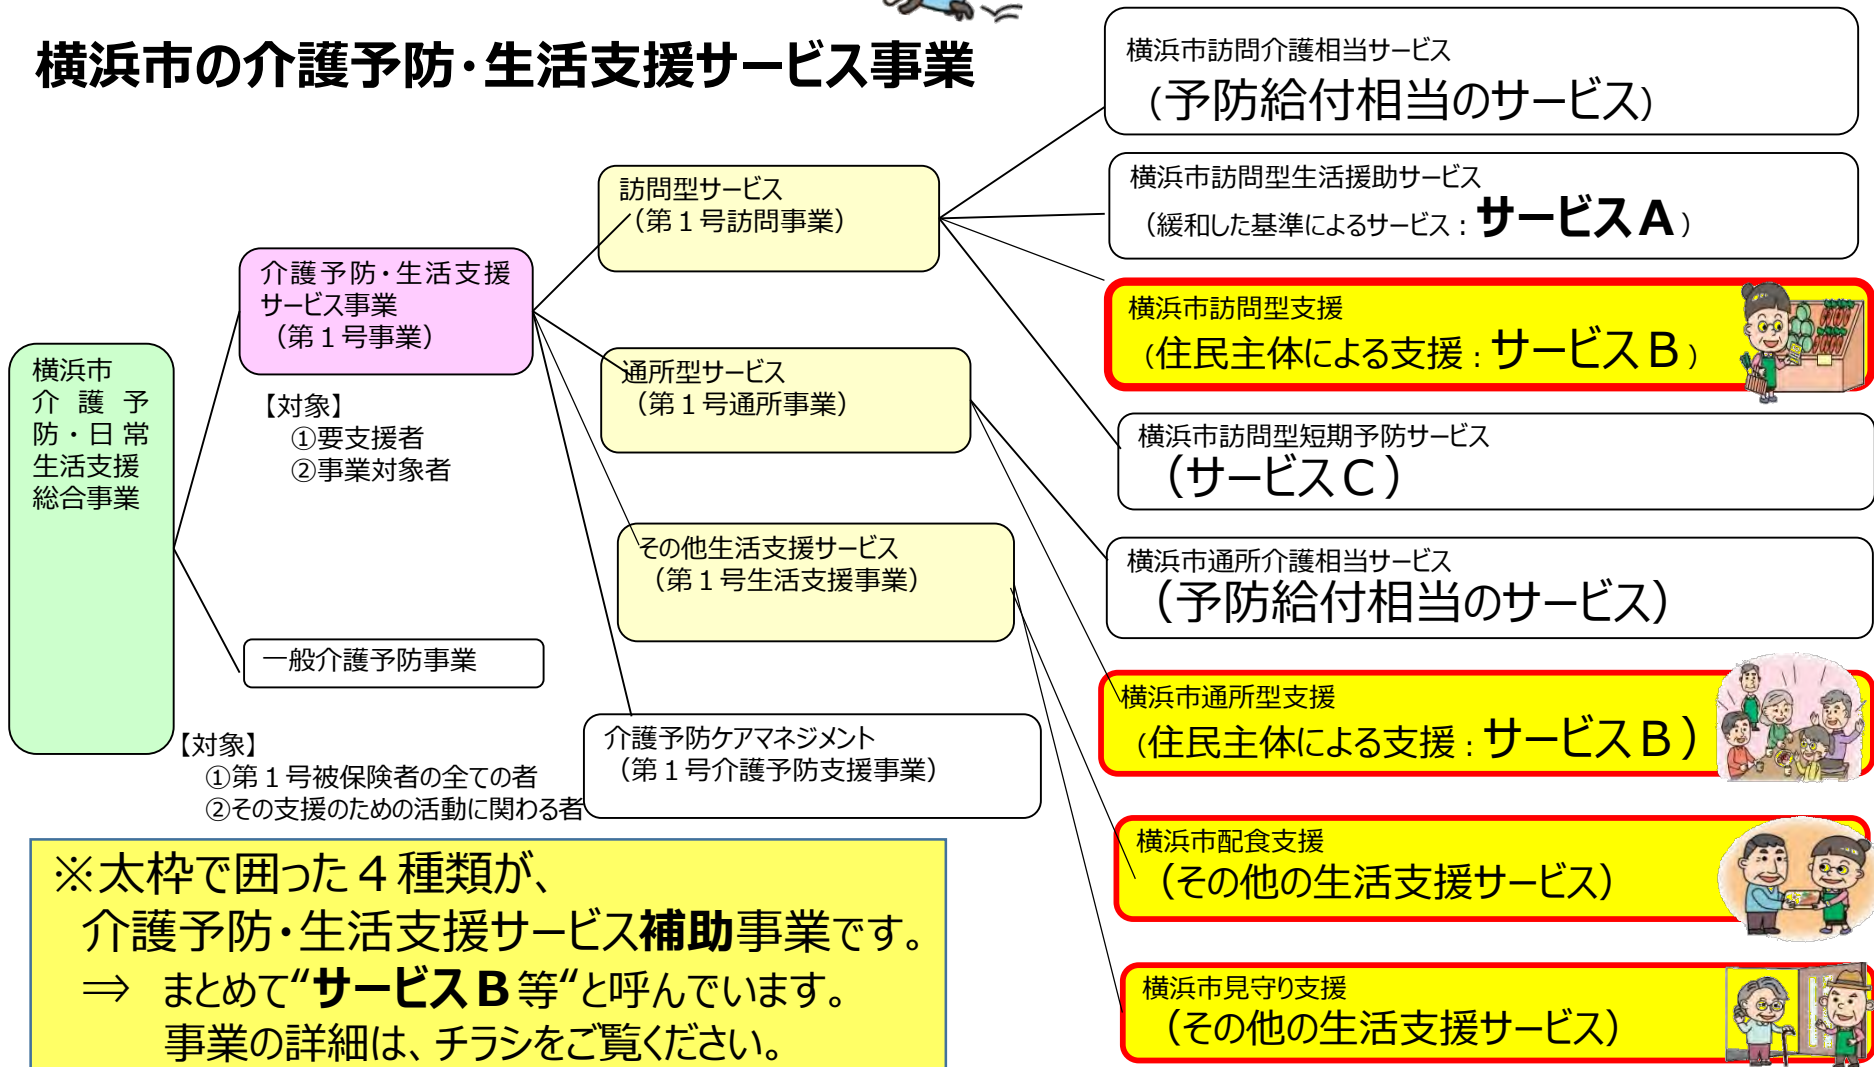 横浜市の介護予防・生活支援サービス事業
横浜市
介護予
防・日常
生活支援
総合事業
介護予防・生活支援
サービス事業
(第1号事業)
【対象】
①要支援者
②事業対象者
一般介護予防事業
【対象】
①第1号被保険者の全ての者
②その支援のための活動に関わる者
訪問型サービス
(第1号訪問事業)
通所型サービス
(第1号通所事業)
その他生活支援サービス
(第1号生活支援事業)
介護予防ケアマネジメント
(第1号介護予防支援事業)
横浜市訪問介護相当サービス
(予防給付相当のサービス)
横浜市訪問型生活援助サービス
(緩和した基準によるサービス:サービスA)
横浜市訪問型支援
(住民主体による支援:サービスB)
横浜市訪問型短期予防サービス
(サービスC)
横浜市通所介護相当サービス
(予防給付相当のサービス)
横浜市通所型支援
(住民主体による支援:サービスB)
横浜市配食支援
(その他の生活支援サービス)
横浜市見守り支援
(その他の生活支援サービス)
※太枠で囲った4種類が、
介護予防・生活支援サービス補助事業です。
⇒ まとめて“サービスB等“と呼んでいます。
事業の詳細は、チラシをご覧ください。